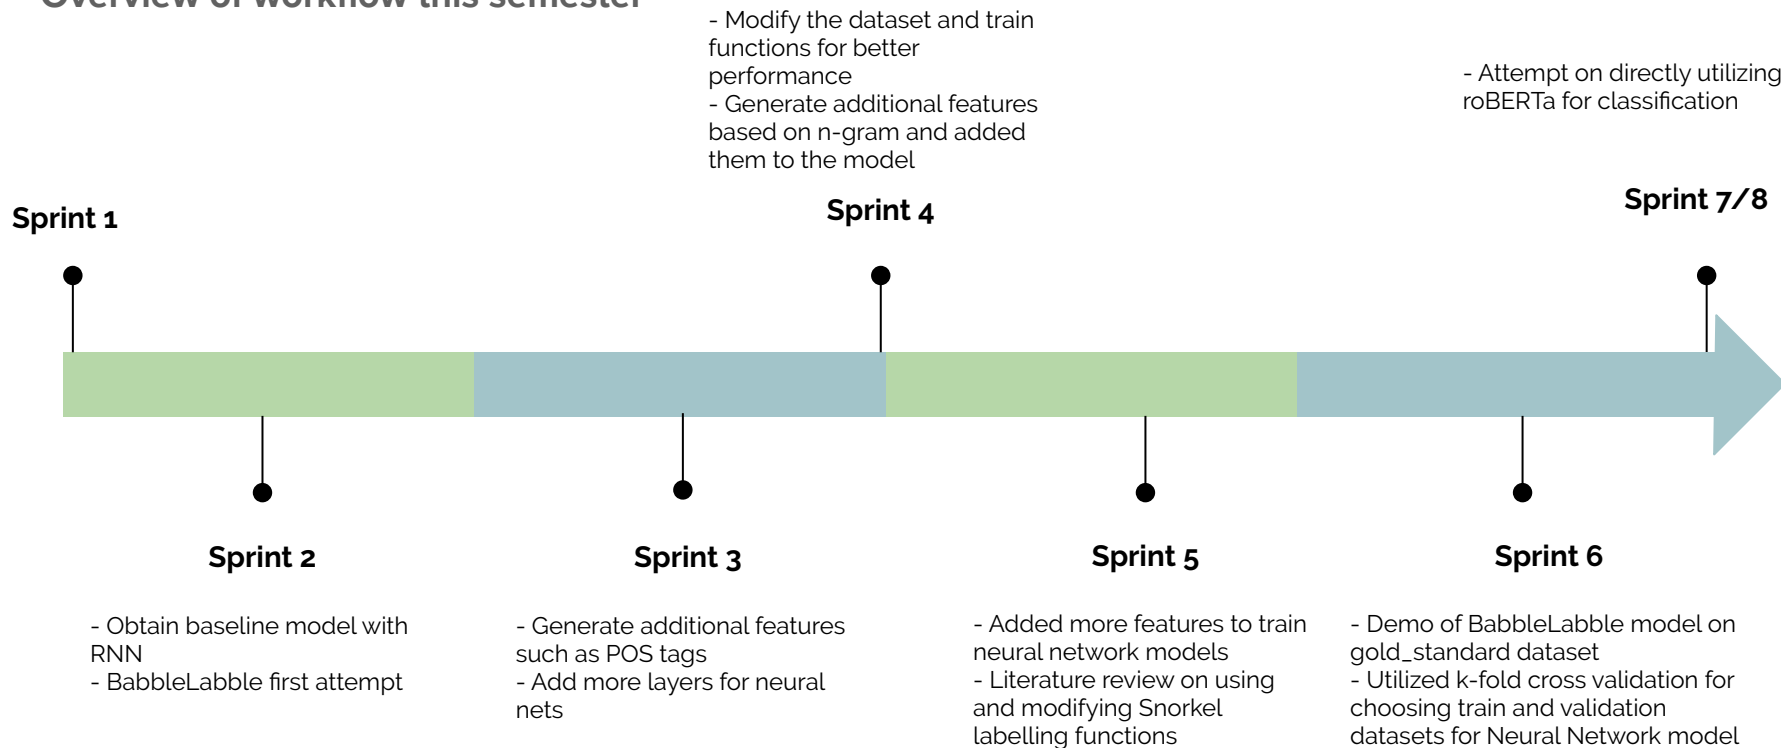 Overview of workflow this semester
- Modify the dataset and train
functions for better
performance
- Generate additional features
based on n-gram and added
them to the model
- Attempt on directly utilizing
roBERTa for classification
Sprint 1
Sprint 4
Sprint 7/8
Sprint 2
Sprint 3
Sprint 5
Sprint 6
- Obtain baseline model with
RNN
- BabbleLabble first attempt
- Generate additional features
such as POS tags
- Add more layers for neural
nets
- Added more features to train
neural network models
- Literature review on using
and modifying Snorkel
labelling functions
- Demo of BabbleLabble model on
gold_standard dataset
- Utilized k-fold cross validation for
choosing train and validation
datasets for Neural Network model